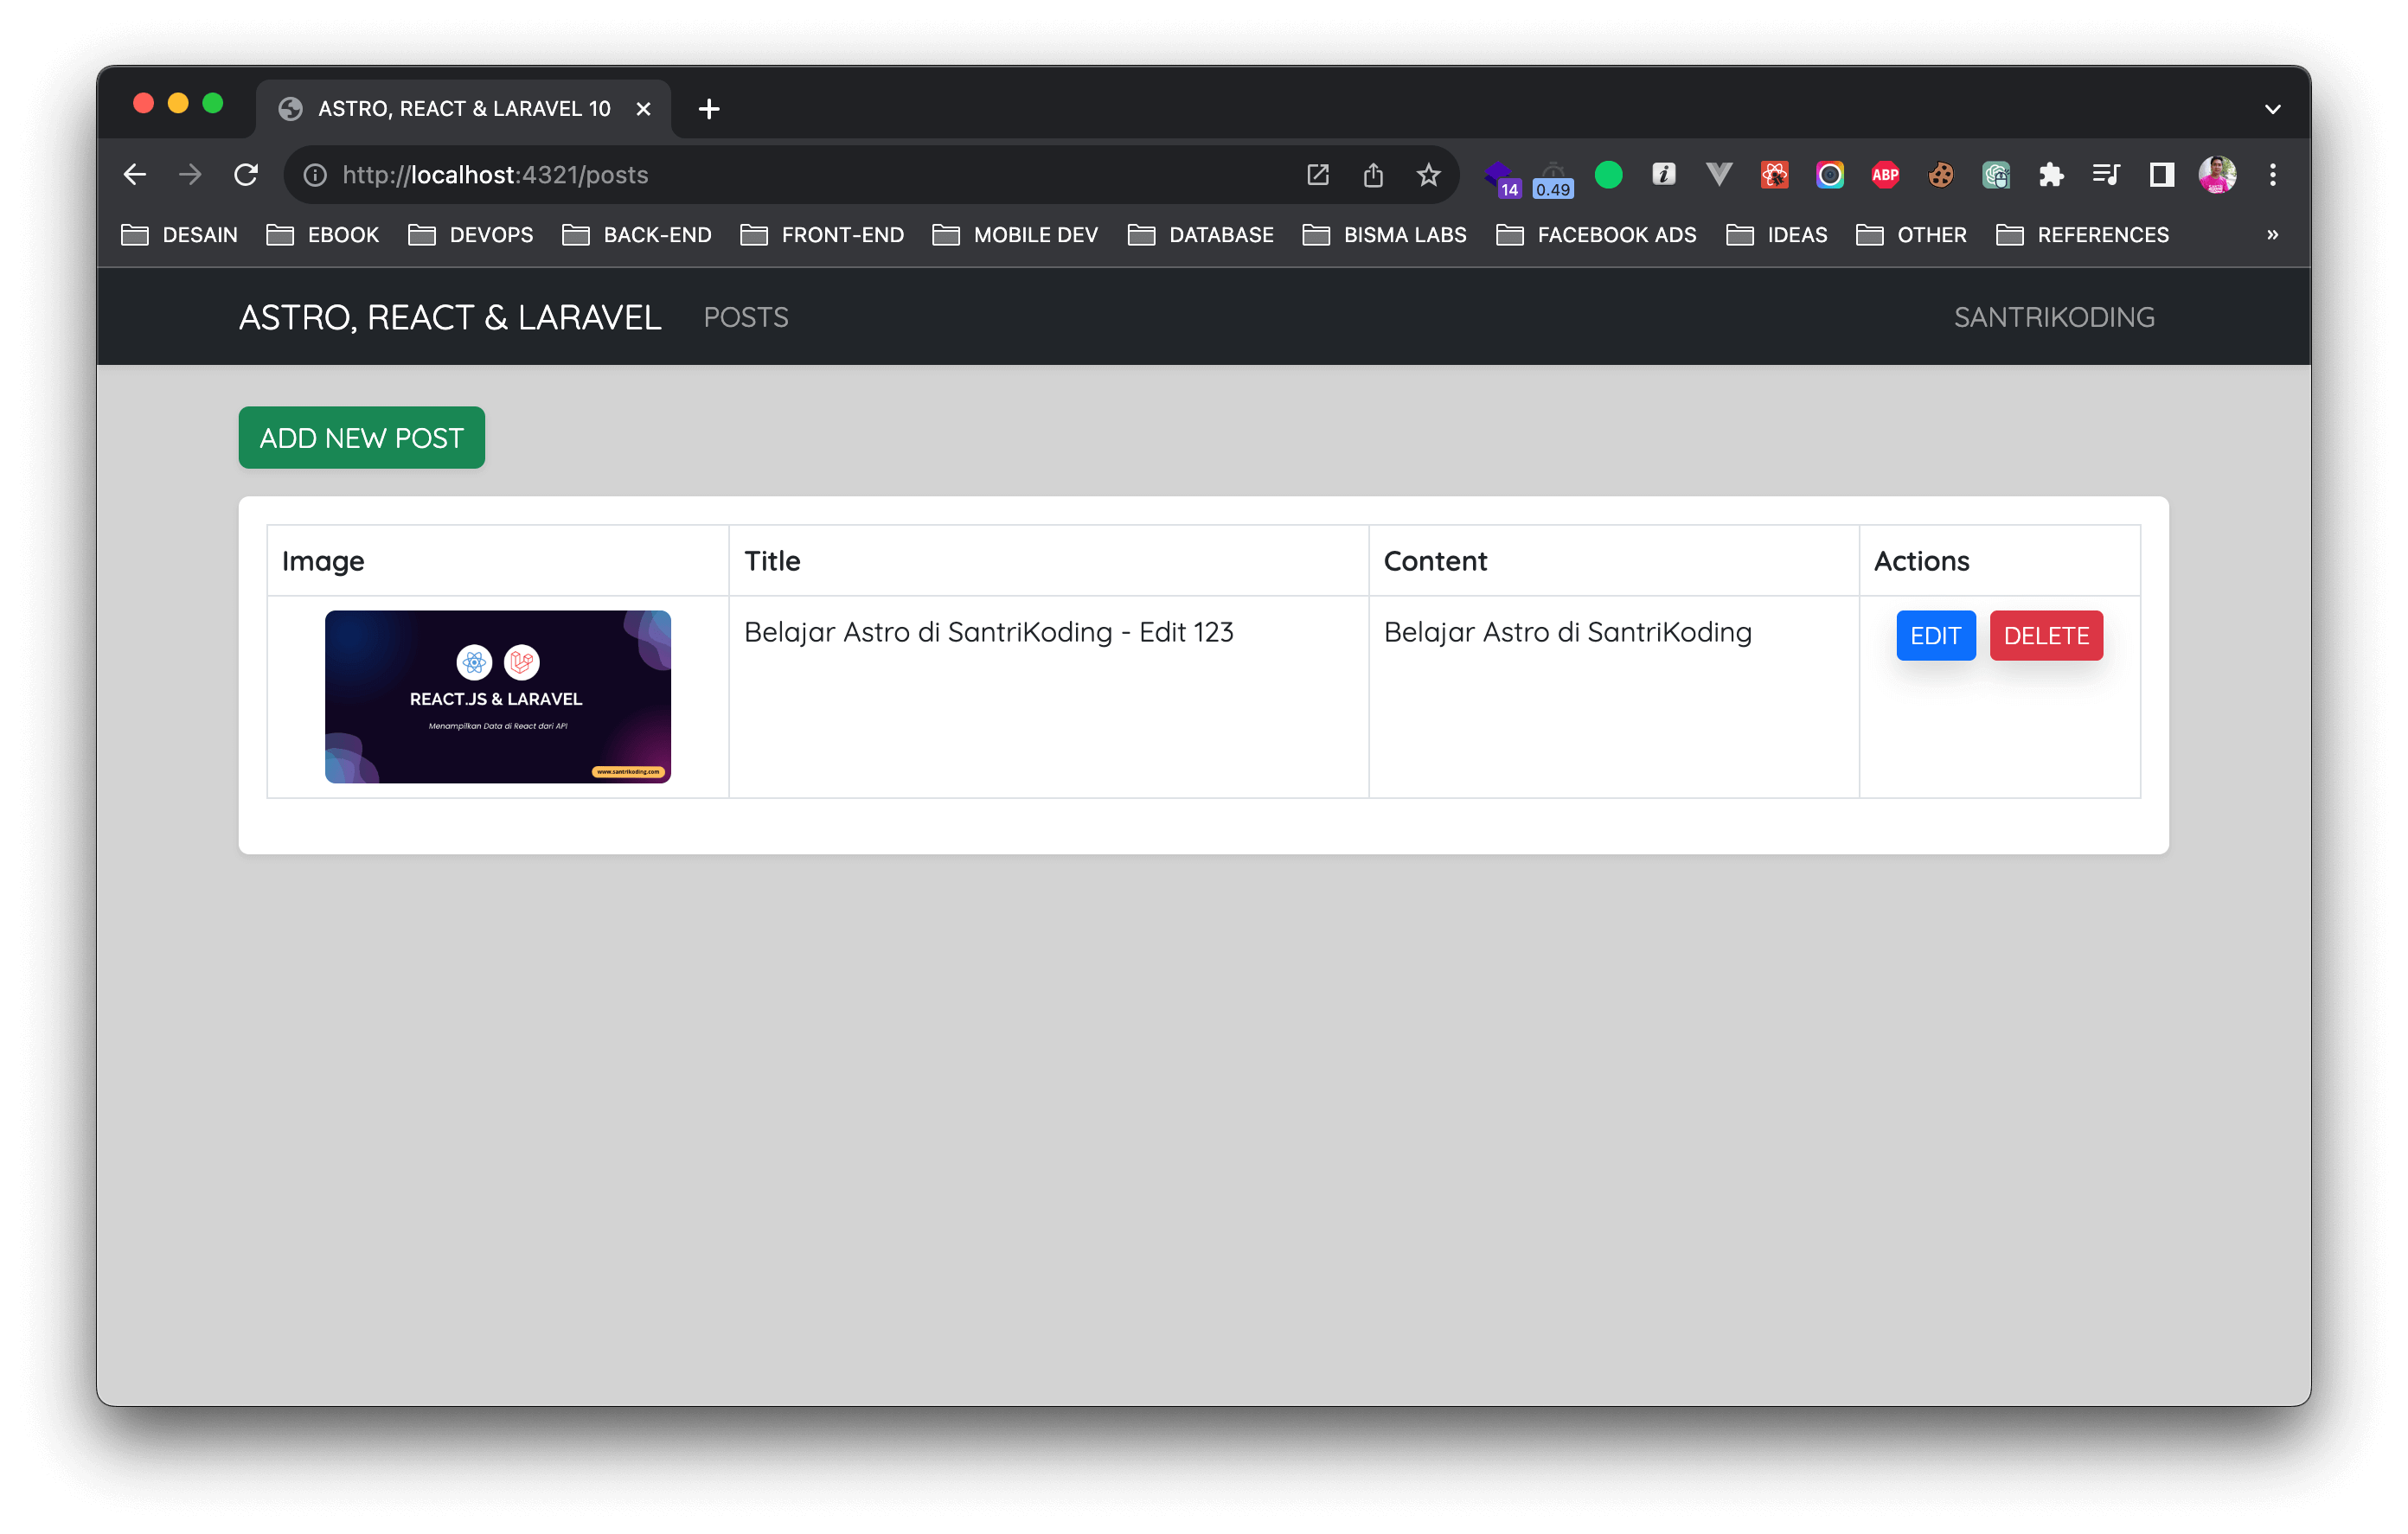 ASTRO, REACT & LARAVEL 10
http://localhost:4321/posts
14
0.49
i
ABP
DESAIN EBOOK DEVOPS BACK-END FRONT-END MOBILE DEV DATABASE BISMA LABS FACEBOOK ADS IDEAS OTHER REFERENCES »
ASTRO, REACT & LARAVEL POSTS SANTRIKODING
ADD NEW POST
Image Title Content Actions
Belajar Astro di SantriKoding - Edit 123 Belajar Astro di SantriKoding EDIT DELETE
REACT.JS & LARAVEL
Menampilkan Data di React dari API
www.santrikoding.com